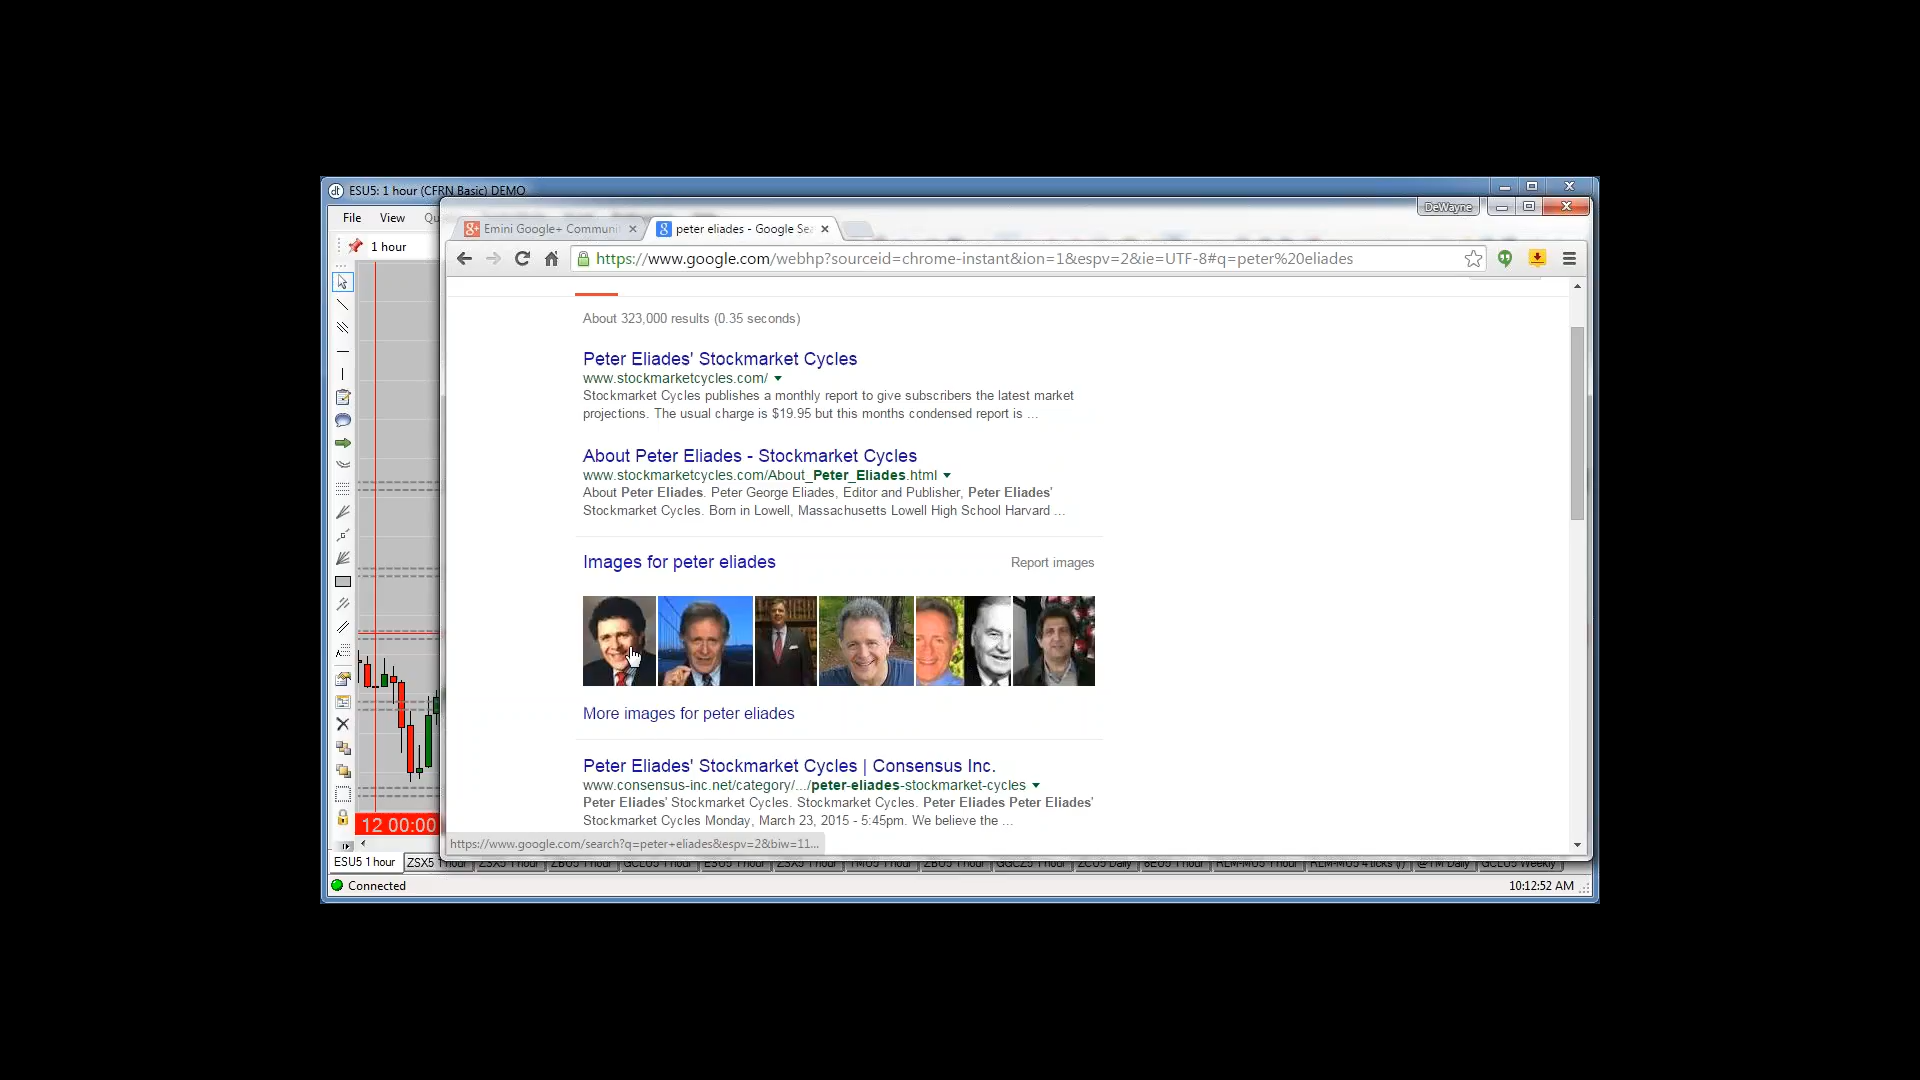 ESU5: 1 hour (CFRN Basic) DEMO
DeWayne
File View Qu
Emini Google+ Communi
peter eliades - Google Sea
1 hour
https://www.google.com/webhp?sourceid=chrome-instant&ion=1&espv=2&ie=UTF-8#q=peter%20eliades
About 323,000 results (0.35 seconds)
Peter Eliades' Stockmarket Cycles
www.stockmarketcycles.com/
Stockmarket Cycles publishes a monthly report to give subscribers the latest market
projections. The usual charge is $19.95 but this months condensed report is ...
About Peter Eliades - Stockmarket Cycles
www.stockmarketcycles.com/About_Peter_Eliades.html
About Peter Eliades. Peter George Eliades, Editor and Publisher, Peter Eliades'
Stockmarket Cycles. Born in Lowell, Massachusetts Lowell High School Harvard ...
Images for peter eliades
Report images
More images for peter eliades
Peter Eliades' Stockmarket Cycles | Consensus Inc.
www.consensus-inc.net/category/.../peter-eliades-stockmarket-cycles
Peter Eliades' Stockmarket Cycles. Stockmarket Cycles. Peter Eliades Peter Eliades'
Stockmarket Cycles Monday, March 23, 2015 - 5:45pm. We believe the ...
12 00:00
https://www.google.com/search?q=peter+eliades&espv=2&biw=11...
ESU5 1 hour ZSX5 1 hour
Connected
10:12:52 AM